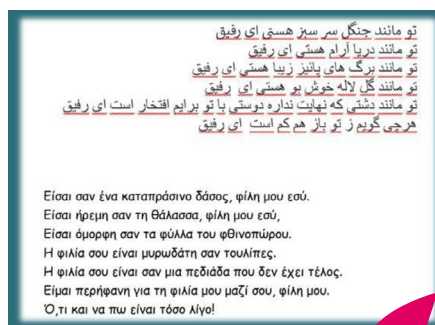 تو مانند جنگل سر سبز هستی ای رفیق
تو مانند دریا آرام هستی ای رفیق
تو مانند برگ های پائیز زیبا هستی ای رفیق
تو مانند گل لاله خوش بو هستی ای رفیق
تو مانند دشتی که نهایت نداره دوستی با تو برایم افتخار است ای رفیق
هرچی گویم ز تو باز هم کم است ای رفیق
Είσαι σαν ένα καταπράσινο δάσος, φίλη μου εσύ.
Είσαι ήρεμη σαν τη θάλασσα, φίλη μου εσύ,
Είσαι όμορφη σαν τα φύλλα του φθινοπώρου.
Η φιλία σου είναι μυρωδάτη σαν τουλίπες.
Η φιλία σου είναι σαν μια πεδιάδα που δεν έχει τέλος.
Είμαι περήφανη για τη φιλία μου μαζί σου, φίλη μου.
Ό,τι και να πω είναι τόσο λίγο!